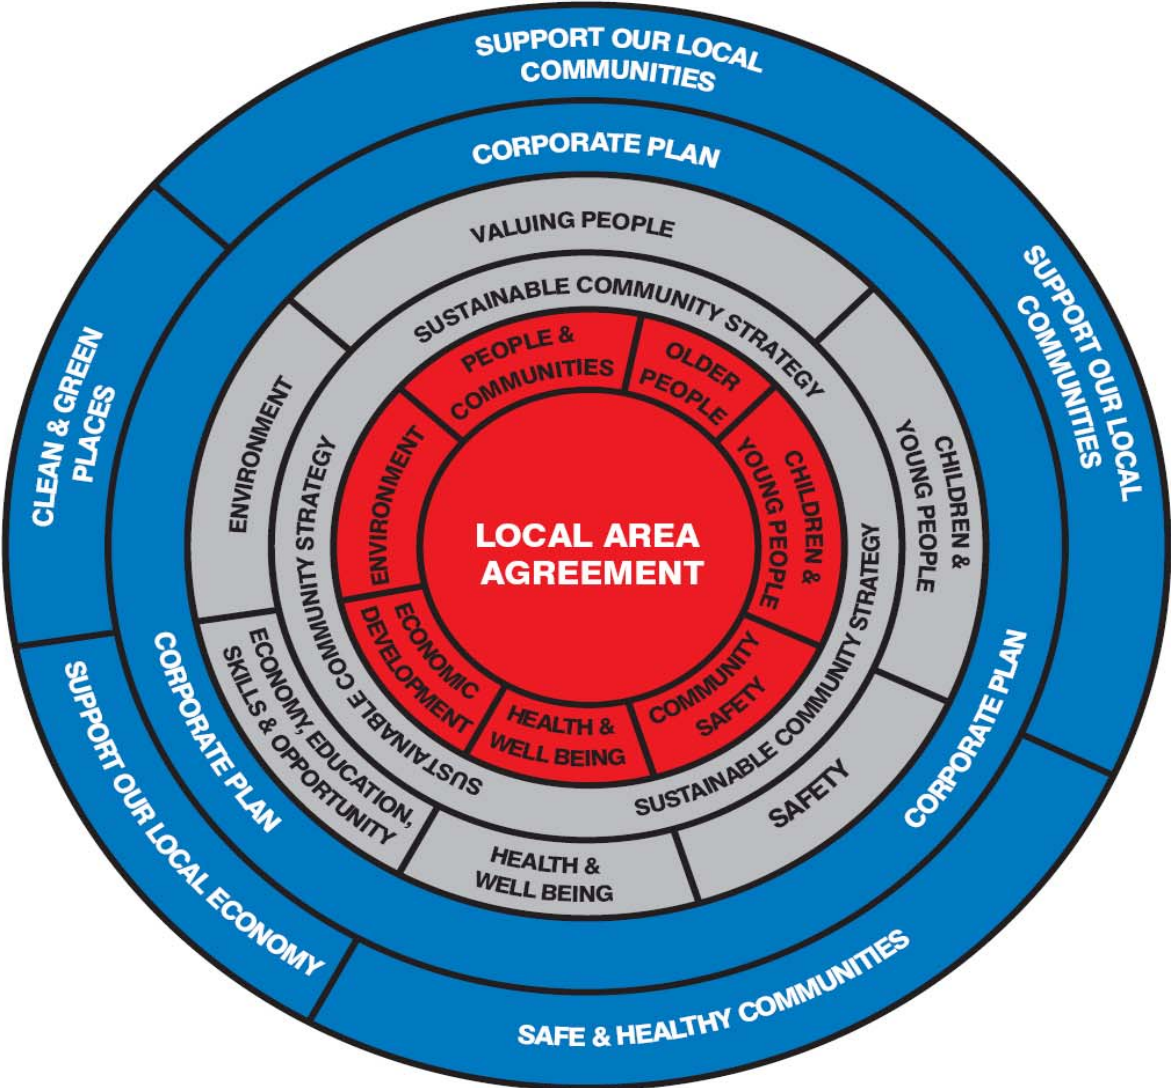 SUPPORT OUR LOCAL
COMMUNITIES
SUPPORT OUR LOCAL
COMMUNITIES
SAFE & HEALTHY COMMUNITIES
SUPPORT OUR LOCAL ECONOMY
CLEAN & GREEN
PLACES
CORPORATE PLAN
CORPORATE PLAN
CORPORATE PLAN
VALUING PEOPLE
CHILDREN &
YOUNG PEOPLE
SAFETY
HEALTH &
WELL BEING
ECONOMY, EDUCATION,
SKILLS & OPPORTUNITY
ENVIRONMENT
SUSTAINABLE COMMUNITY STRATEGY
SUSTAINABLE COMMUNITY STRATEGY
SUSTAINABLE COMMUNITY STRATEGY
PEOPLE &
COMMUNITIES
OLDER
PEOPLE
CHILDREN &
YOUNG PEOPLE
COMMUNITY
SAFETY
HEALTH &
WELL BEING
ECONOMIC
DEVELOPMENT
ENVIRONMENT
LOCAL AREA
AGREEMENT